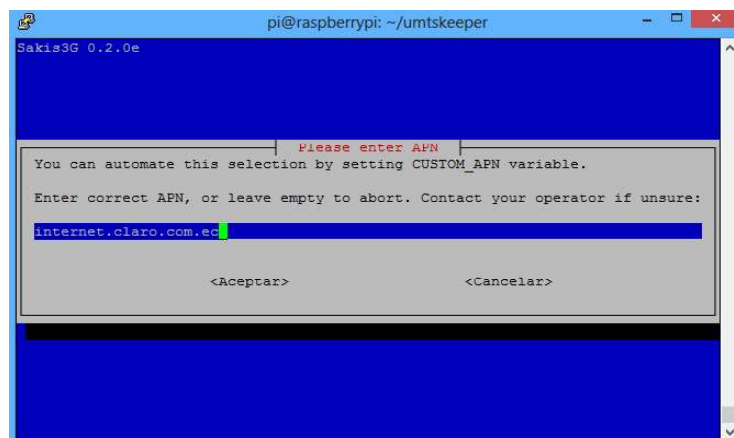 pi@raspberrypi: ~/umtskeeper
Sakis3G 0.2.0e
Please enter APN
You can automate this selection by setting CUSTOM_APN variable.
Enter correct APN, or leave empty to abort. Contact your operator if unsure:
internet.claro.com.ec
<Aceptar> <Cancelar>